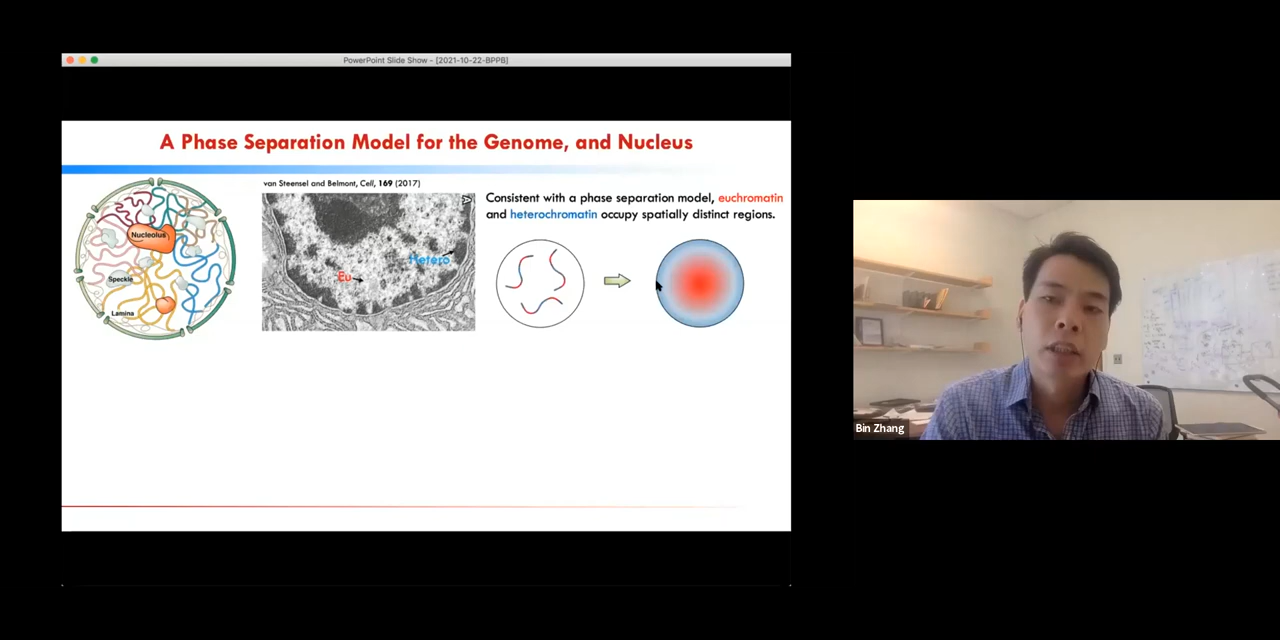 PowerPoint Slide Show - [2021-10-22-BPPB]
A Phase Separation Model for the Genome, and Nucleus
van Steensel and Belmont, Cell, 169 (2017)
Nucleolus
Speckle
Lamina
Eu
Hetero
Consistent with a phase separation model, euchromatin
and heterochromatin occupy spatially distinct regions.
Bin Zhang